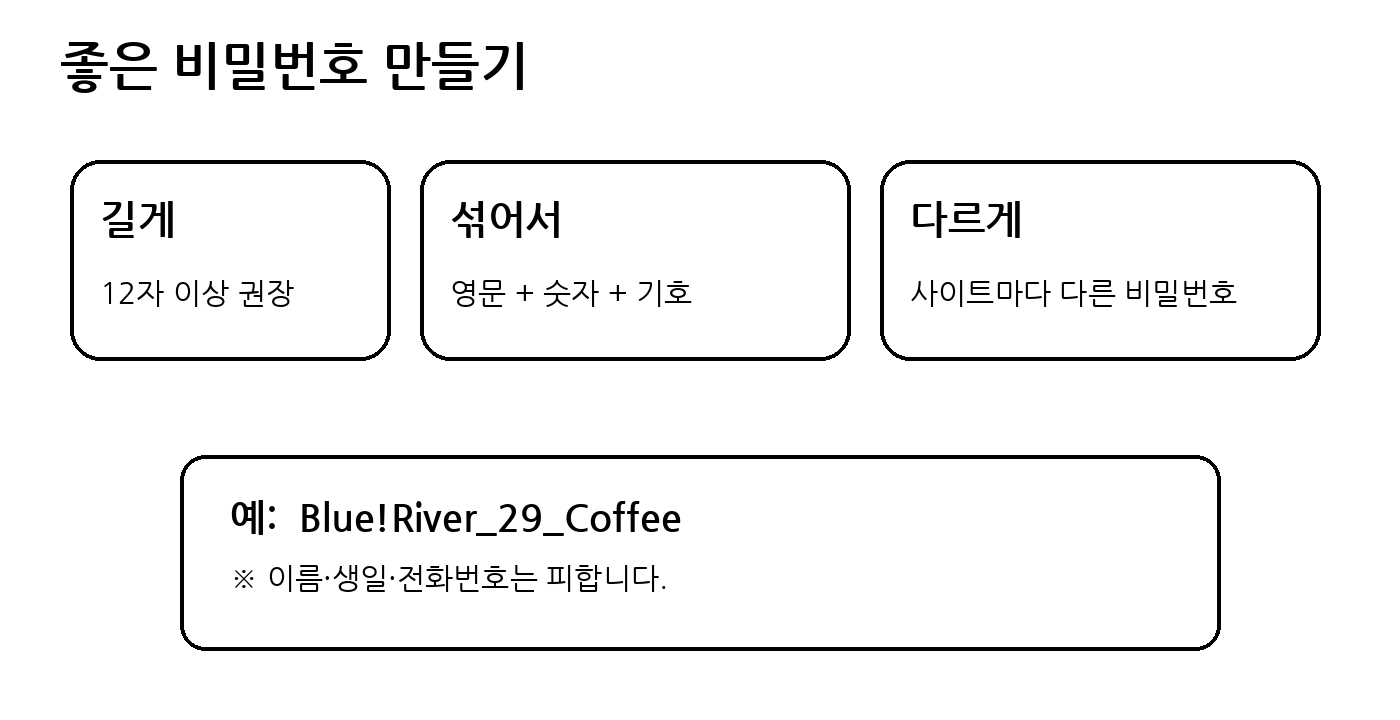 좋은 비밀번호 만들기
길게
12자 이상 권장
섞어서
영문 + 숫자 + 기호
다르게
사이트마다 다른 비밀번호
예: Blue!River_29_Coffee
※ 이름·생일·전화번호는 피합니다.